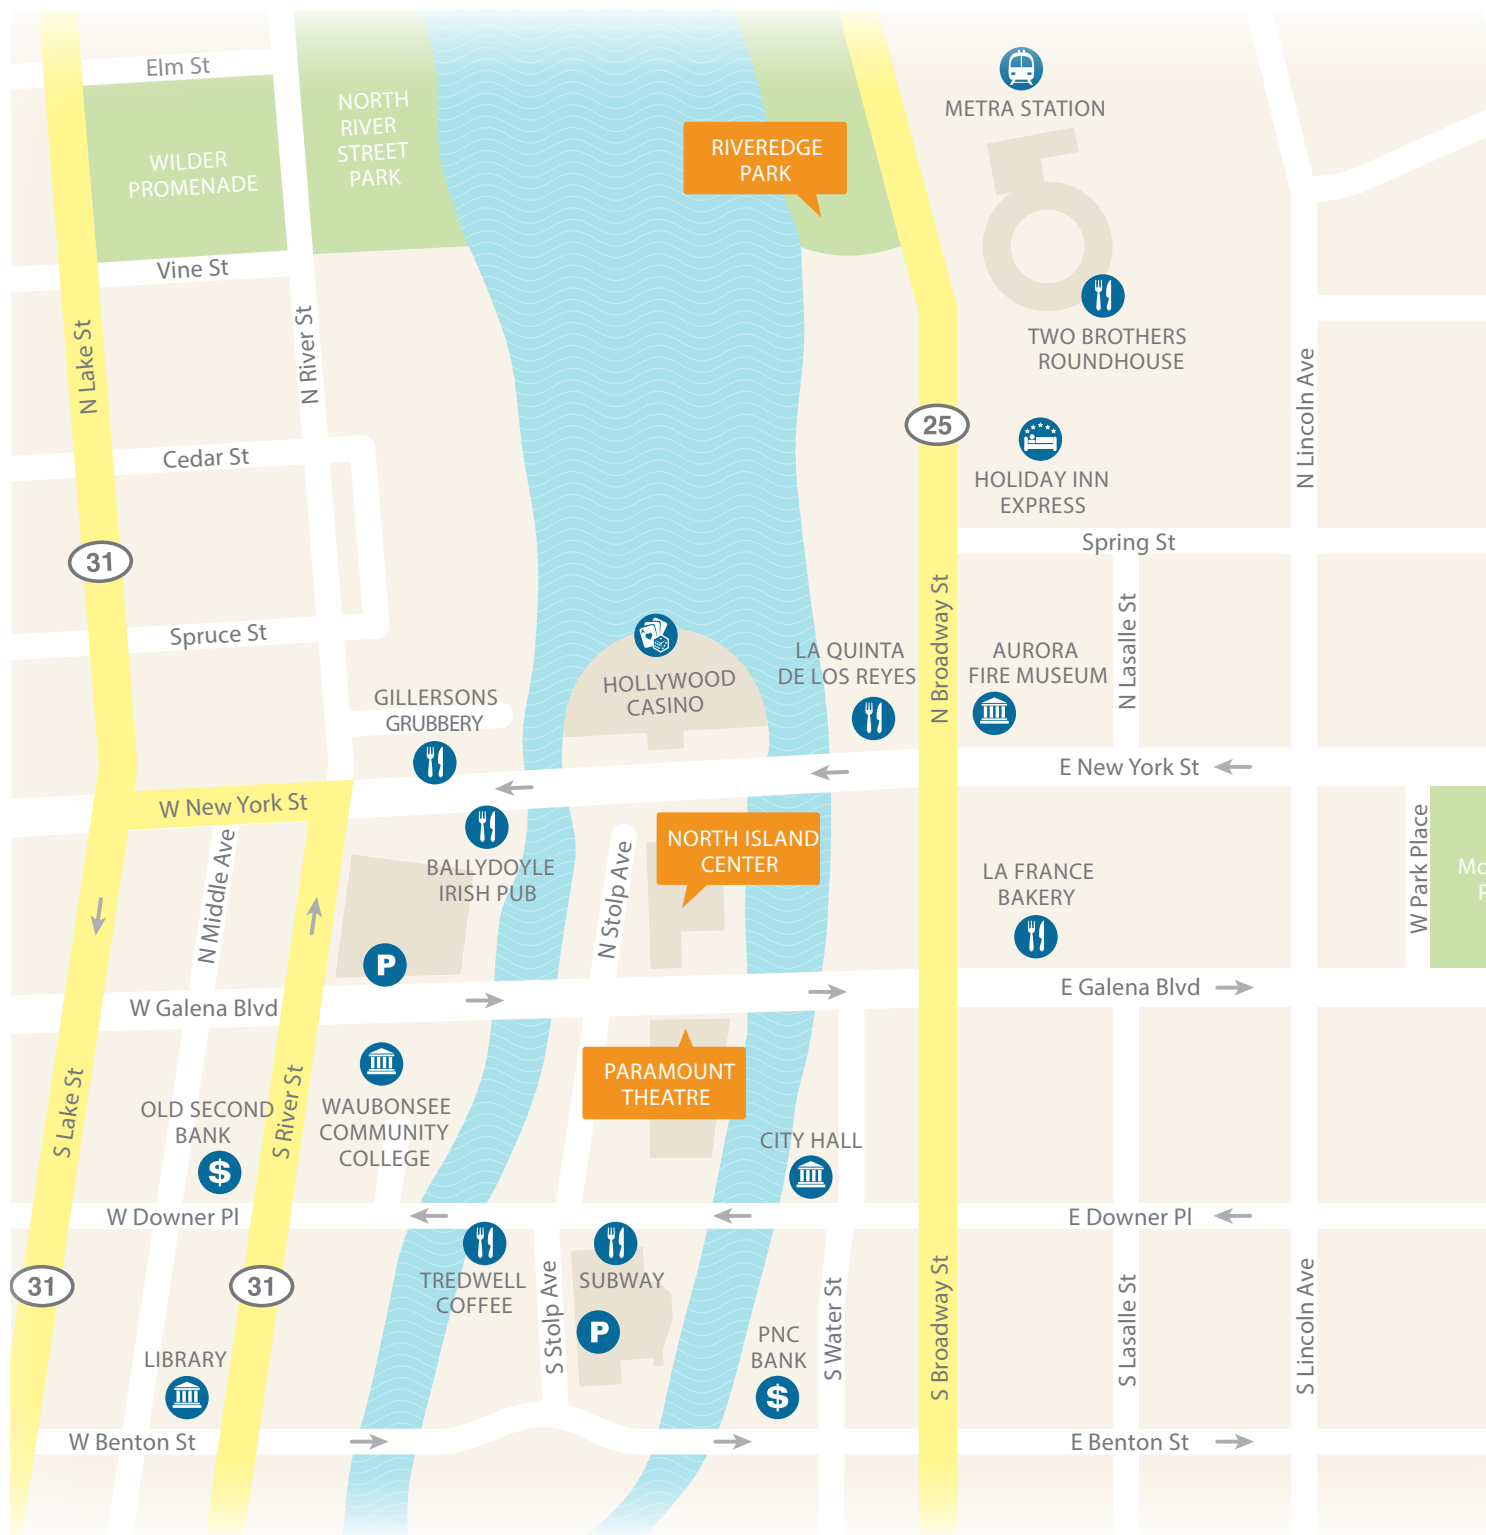 Elm St
METRA STATION
NORTH
RIVER
STREET
PARK
WILDER
PROMENADE
RIVEREDGE
PARK
Vine St
N Lake St
N River St
TWO BROTHERS
ROUNDHOUSE
N Lincoln Ave
25
Cedar St
HOLIDAY INN
EXPRESS
31
Spring St
Spruce St
N Broadway St
N Lasalle St
LA QUINTA
DE LOS REYES
AURORA
FIRE MUSEUM
HOLLYWOOD
CASINO
GILLERSONS
GRUBBERY
E New York St
W New York St
NORTH ISLAND
CENTER
N Middle Ave
BALLYDOYLE
IRISH PUB
N Stolp Ave
LA FRANCE
BAKERY
W Park Place
P
W Galena Blvd
E Galena Blvd
PARAMOUNT
THEATRE
S Lake St
S River St
OLD SECOND
BANK
$
WAUBONSEE
COMMUNITY
COLLEGE
CITY HALL
W Downer Pl
E Downer Pl
31
31
TREDWELL
COFFEE
S Stolp Ave
SUBWAY
P
PNC
BANK
$
S Water St
S Broadway St
S Lasalle St
S Lincoln Ave
LIBRARY
W Benton St
E Benton St